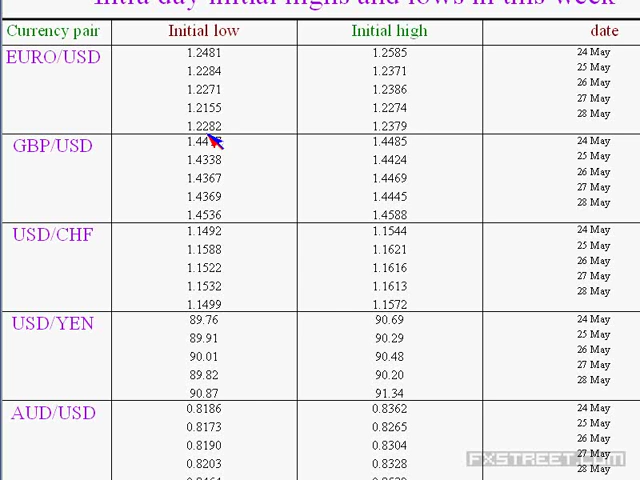 Intra day initial highs and lows in this week
Currency pair Initial low Initial high date
EURO/USD 1.2481 1.2585 24 May
1.2284 1.2371 25 May
1.2271 1.2386 26 May
1.2155 1.2274 27 May
1.2282 1.2379 28 May
GBP/USD 1.4485 24 May
1.4338 1.4424 25 May
1.4367 1.4469 26 May
1.4369 1.4445 27 May
1.4536 1.4588 28 May
USD/CHF 1.1492 1.1544 24 May
1.1588 1.1621 25 May
1.1522 1.1616 26 May
1.1532 1.1613 27 May
1.1499 1.1572 28 May
USD/YEN 89.76 90.69 24 May
89.91 90.29 25 May
90.01 90.48 26 May
89.82 90.20 27 May
90.87 91.34 28 May
AUD/USD 0.8186 0.8362 24 May
0.8173 0.8265 25 May
0.8190 0.8304 26 May
0.8203 0.8328 27 May
28 May
FXSTREET.COM